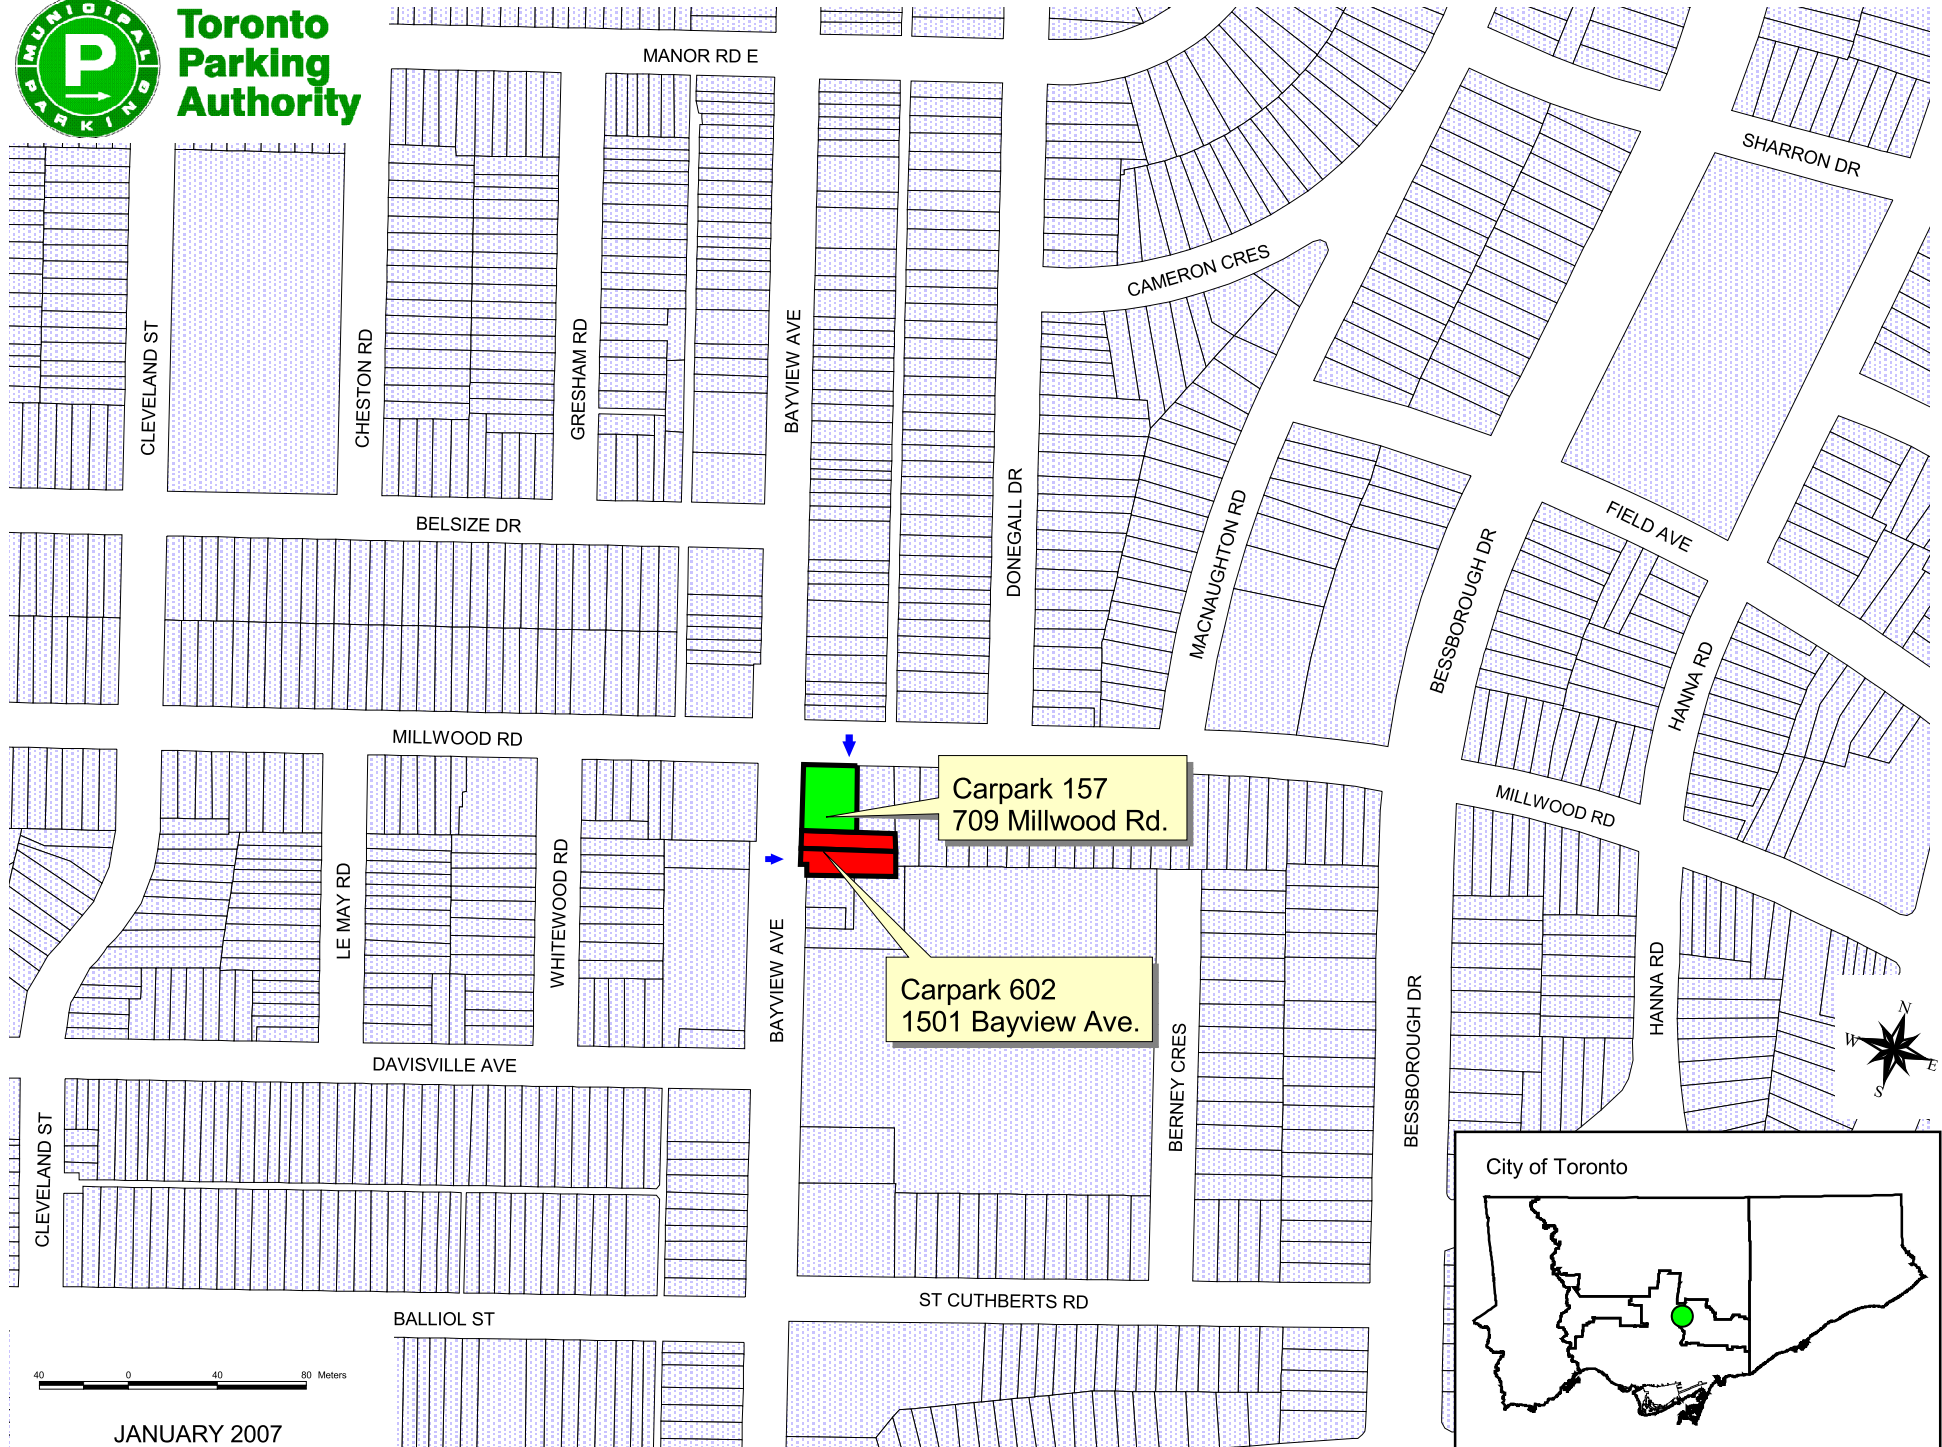 MUNICIPAL
PARKING
P
Toronto
Parking
Authority
MANOR RD E
SHARRON DR
CAMERON CRES
CLEVELAND ST
CHESTON RD
GRESHAM RD
BAYVIEW AVE
DONEGALL DR
MACNAUGHTON RD
BESSBOROUGH DR
FIELD AVE
HANNA RD
BELSIZE DR
MILLWOOD RD
MILLWOOD RD
Carpark 157
709 Millwood Rd.
LE MAY RD
WHITEWOOD RD
BAYVIEW AVE
Carpark 602
1501 Bayview Ave.
BERNEY CRES
BESSBOROUGH DR
HANNA RD
N
W
E
S
DAVISVILLE AVE
CLEVELAND ST
ST CUTHBERTS RD
BALLIOL ST
City of Toronto
40 0 40 80 Meters
JANUARY 2007